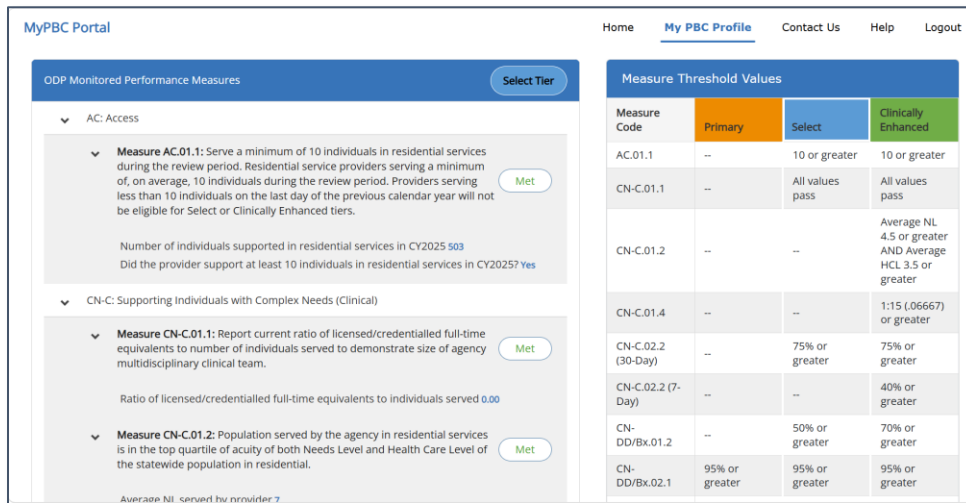 MyPBC Portal
Home My PBC Profile Contact Us Help Logout
ODP Monitored Performance Measures
Select Tier
AC: Access
Measure AC.01.1: Serve a minimum of 10 individuals in residential services
during the review period. Residential service providers serving a minimum
of, on average, 10 individuals during the review period. Providers serving
less than 10 individuals on the last day of the previous calendar year will not
be eligible for Select or Clinically Enhanced tiers.
Met
Number of individuals supported in residential services in CY2025 503
Did the provider support at least 10 individuals in residential services in CY2025? Yes
CN-C: Supporting Individuals with Complex Needs (Clinical)
Measure CN-C.01.1: Report current ratio of licensed/credentialled full-time
equivalents to number of individuals served to demonstrate size of agency
multidisciplinary clinical team.
Met
Ratio of licensed/credentialled full-time equivalents to individuals served 0.00
Measure CN-C.01.2: Population served by the agency in residential services
is in the top quartile of acuity of both Needs Level and Health Care Level of
the statewide population in residential.
Met
Average NL served by provider 7
Measure Threshold Values
Measure
Code
Primary
Select
Clinically
Enhanced
AC.01.1 -- 10 or greater 10 or greater
CN-C.01.1 -- All values
pass
All values
pass
CN-C.01.2 -- --
Average NL
4.5 or greater
AND Average
HCL 3.5 or
greater
CN-C.01.4 -- --
1:15 (.06667)
or greater
CN-C.02.2
(30-Day)
--
75% or
greater
75% or
greater
CN-C.02.2 (7-
Day)
-- --
40% or
greater
CN-
DD/Bx.01.2
--
50% or
greater
70% or
greater
CN-
DD/Bx.02.1
95% or
greater
95% or
greater
95% or
greater